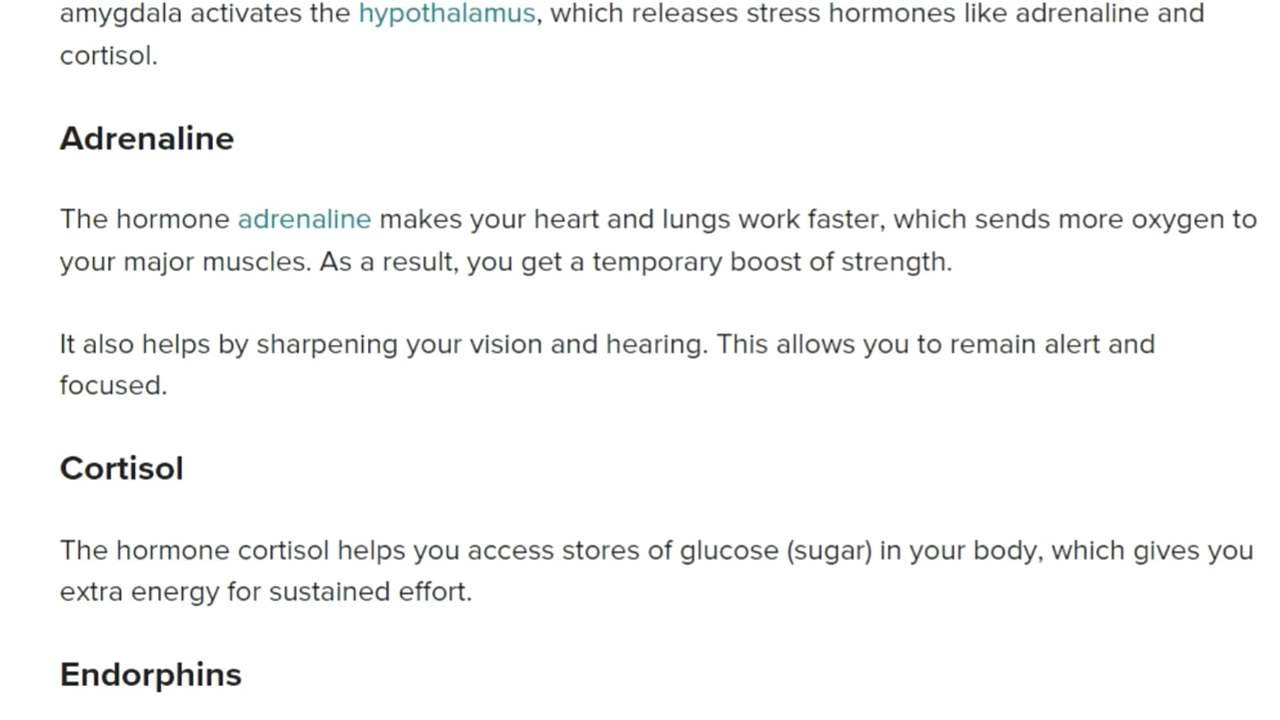 amygdala activates the hypothalamus, which releases stress hormones like adrenaline and
cortisol.
Adrenaline
The hormone adrenaline makes your heart and lungs work faster, which sends more oxygen to
your major muscles. As a result, you get a temporary boost of strength.
It also helps by sharpening your vision and hearing. This allows you to remain alert and
focused.
Cortisol
The hormone cortisol helps you access stores of glucose (sugar) in your body, which gives you
extra energy for sustained effort.
Endorphins